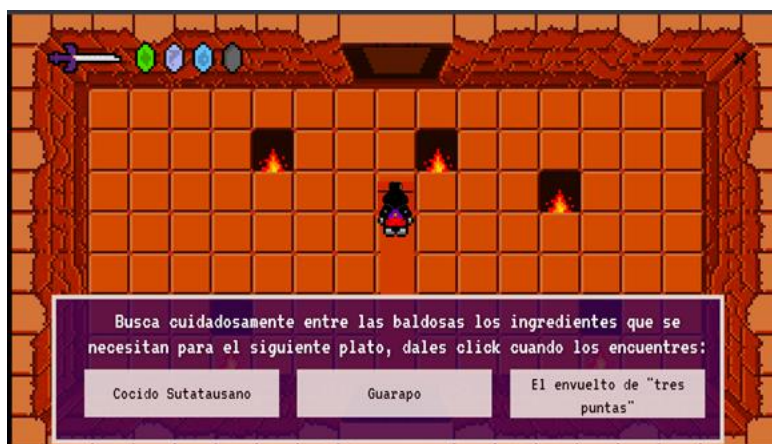 Busca cuidadosamente entre las baldosas los ingredientes que se
necesitan para el siguiente plato, dales click cuando los encuentres:
Cocido Sutatausano
Guarapo
El envuelto de "tres
puntas"